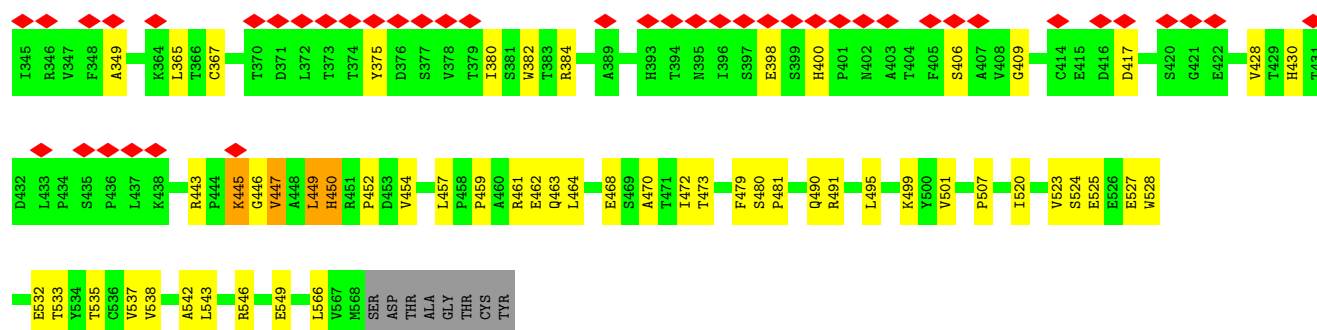 I345 R346 V347 F348 A349 K364 L365 T366 C367 T370 D371 L372 T373 T374 Y375 D376 S377 V378 T379 I380 S381 W382 T383 R384 A389 H393 T394 N395 I396 S397 E398 S399 H400 P401 N402 A403 T404 F405 S406 A407 V408 G409 C414 E415 D416 D417 S420 G421 E422 V428 T429 H430 T431
D432 L433 P434 S435 P436 L437 K438 R443 P444 K445 G446 V447 A448 L449 H450 R451 P452 D453 V454 L457 P458 P459 A460 R461 E462 Q463 L464 E468 S469 A470 T471 I472 T473 F479 S480 P481 Q490 R491 L495 K499 Y500 V501 P507 I520 V523 S524 E525 E526 E527 W528
E532 T533 Y534 T535 C536 V537 V538 A542 L543 R546 E549 L566 V567 M568 SER ASP THR ALA GLY THR CYS TYR